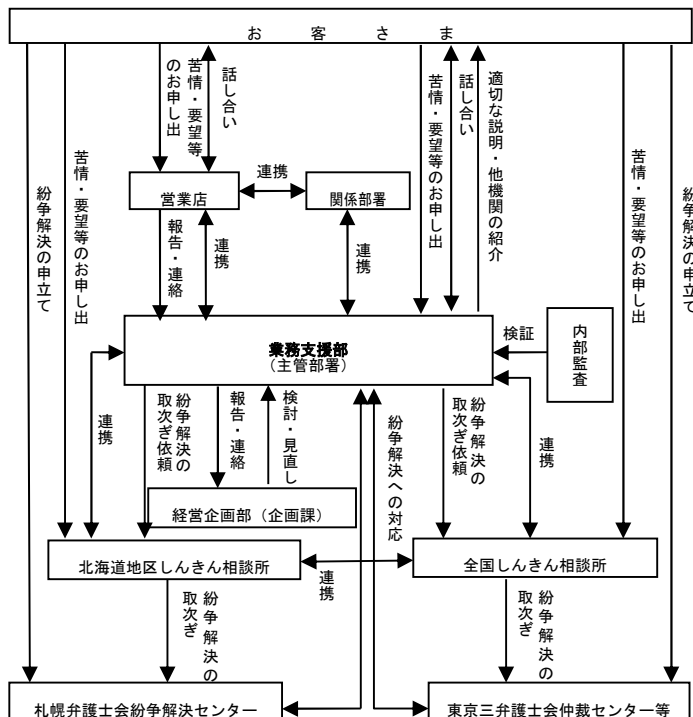 お客さま
苦情・要望等
のお申し出
話し合い
苦情・要望等のお申し出
話し合い
適切な説明・他機関の紹介
連携
営業店
関係部署
紛争解決の申立て
苦情・要望等のお申し出
報告・連絡
連携
連携
苦情・要望等のお申し出
紛争解決の申立て
業務支援部
(主管部署)
検証
内部監査
連携
紛争解決の
取次ぎ依頼
報告・連絡
検討・見直し
紛争解決への対応
紛争解決の
取次ぎ依頼
連携
経営企画部（企画課）
北海道地区しんきん相談所
連携
全国しんきん相談所
紛争解決の
取次ぎ
紛争解決の
取次ぎ
札幌弁護士会紛争解決センター
東京三弁護士会仲裁センター等